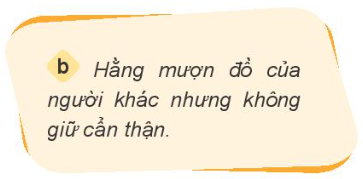 b Hằng mượn đồ của
người khác nhưng không
giữ cẩn thận.